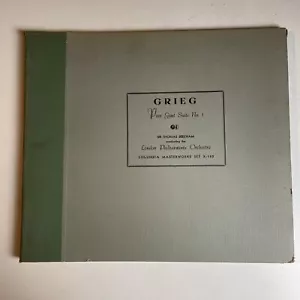 GRIEG
Peer Gynt Suite No. 1
SIR THOMAS BEECHAM
conducting the
London Philharmonic Orchestra
COLUMBIA MASTERWORKS SET